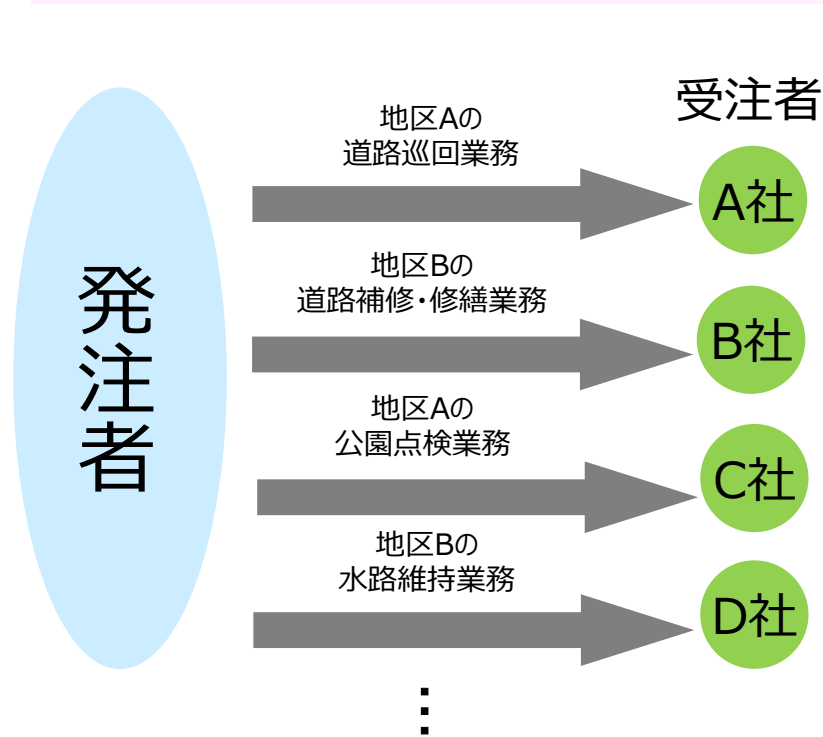 受注者
発注者
地区Aの
道路巡回業務
A社
地区Bの
道路補修・修繕業務
B社
地区Aの
公園点検業務
C社
地区Bの
水路維持業務
D社
⋮